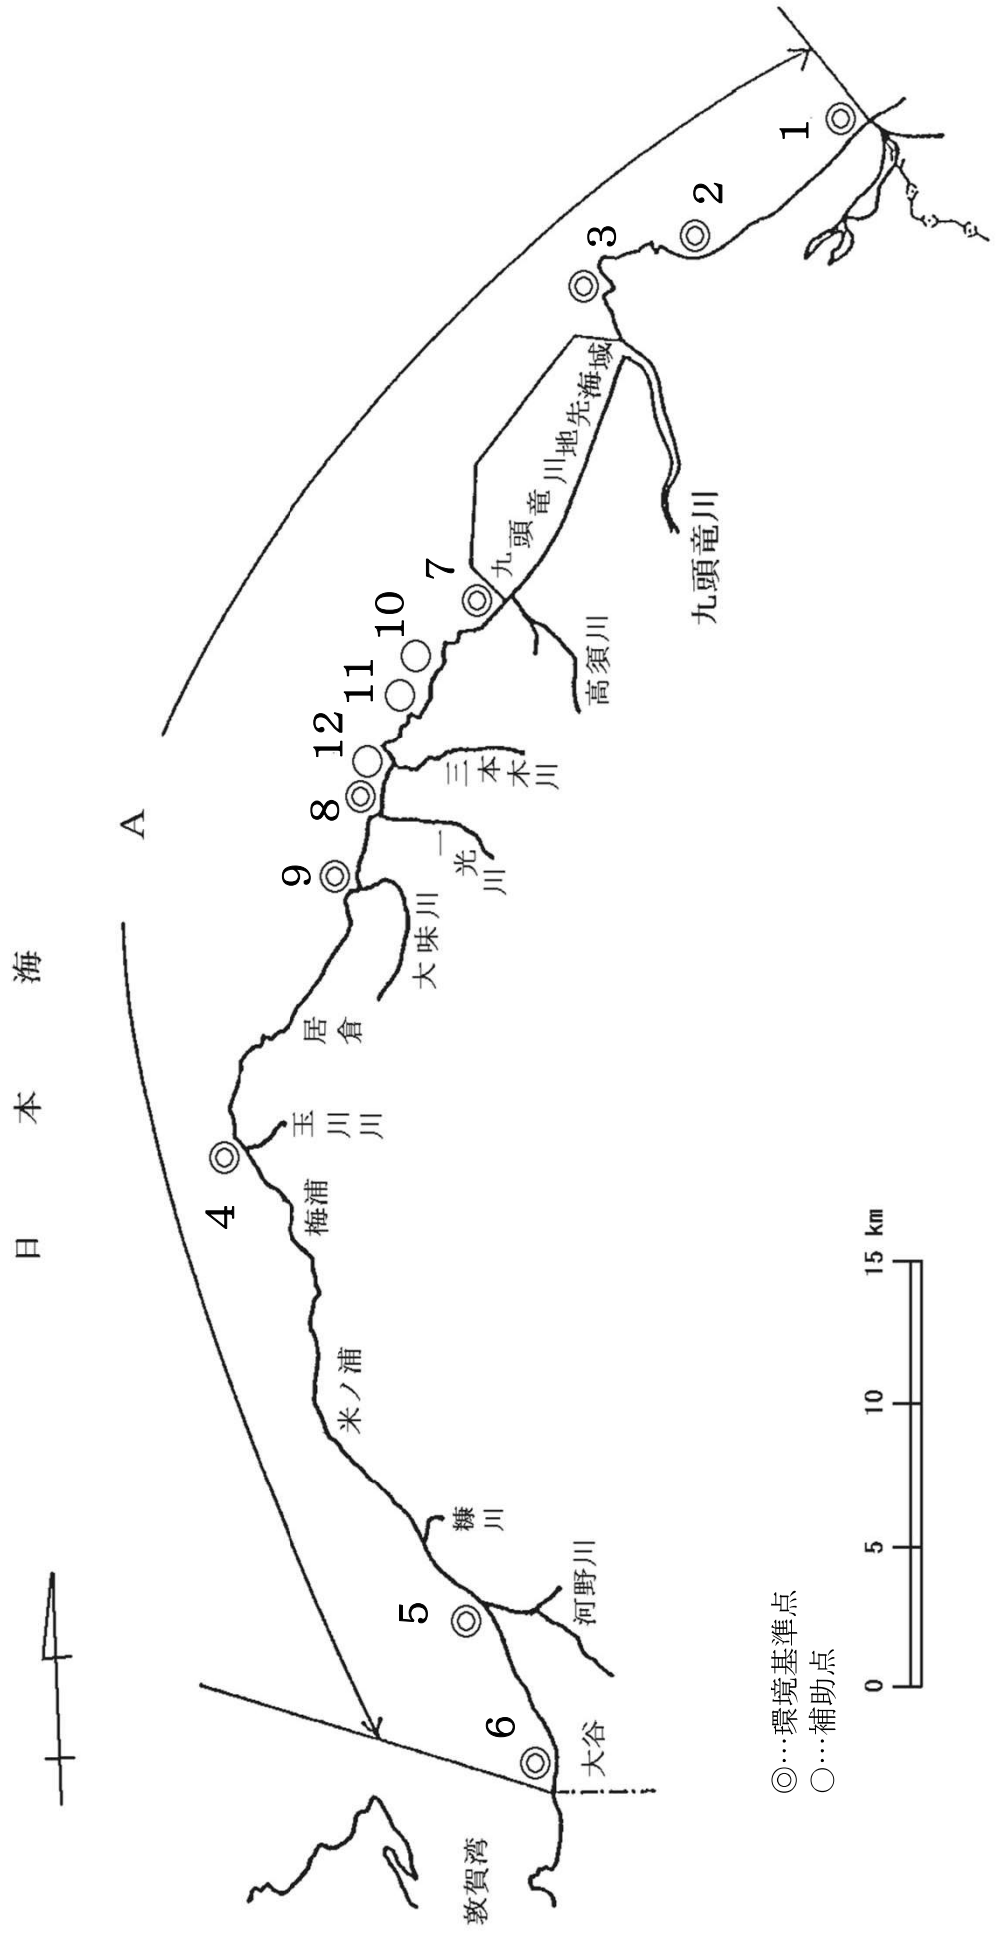 日本海
A
1
2
3
九頭竜川地先海域
九頭竜川
7
高須川
10
11
12
三本木川
8
一光川
9
大味川
居倉
玉川川
4
梅浦
米ノ浦
糠川
5
河野川
6
大谷
敦賀湾
0 5 10 15 km
◎…環境基準点
○…補助点